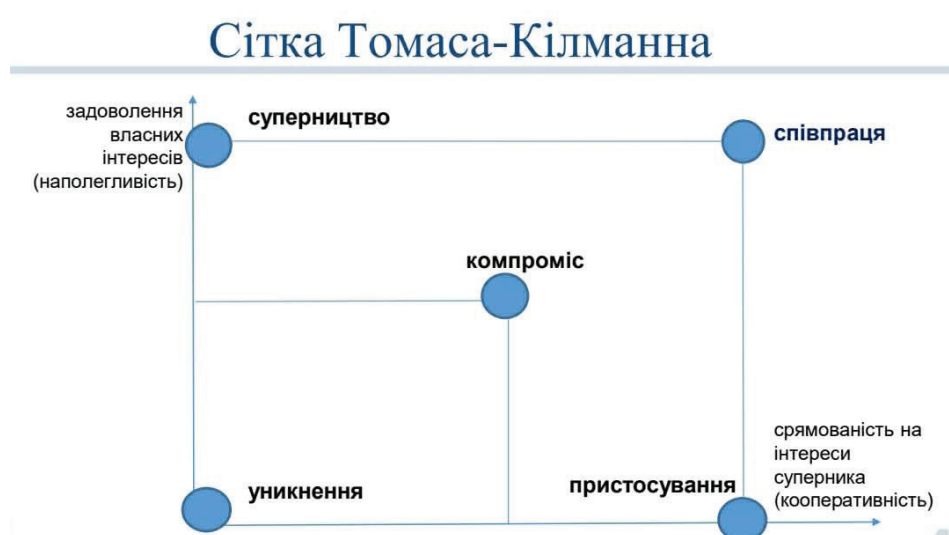 Сітка Томаса-Кілманна
задоволення
власних
інтересів
(наполегливість)
суперництво
співпраця
компроміс
уникнення
пристосування
срямованість на
інтереси
суперника
(кооперативність)